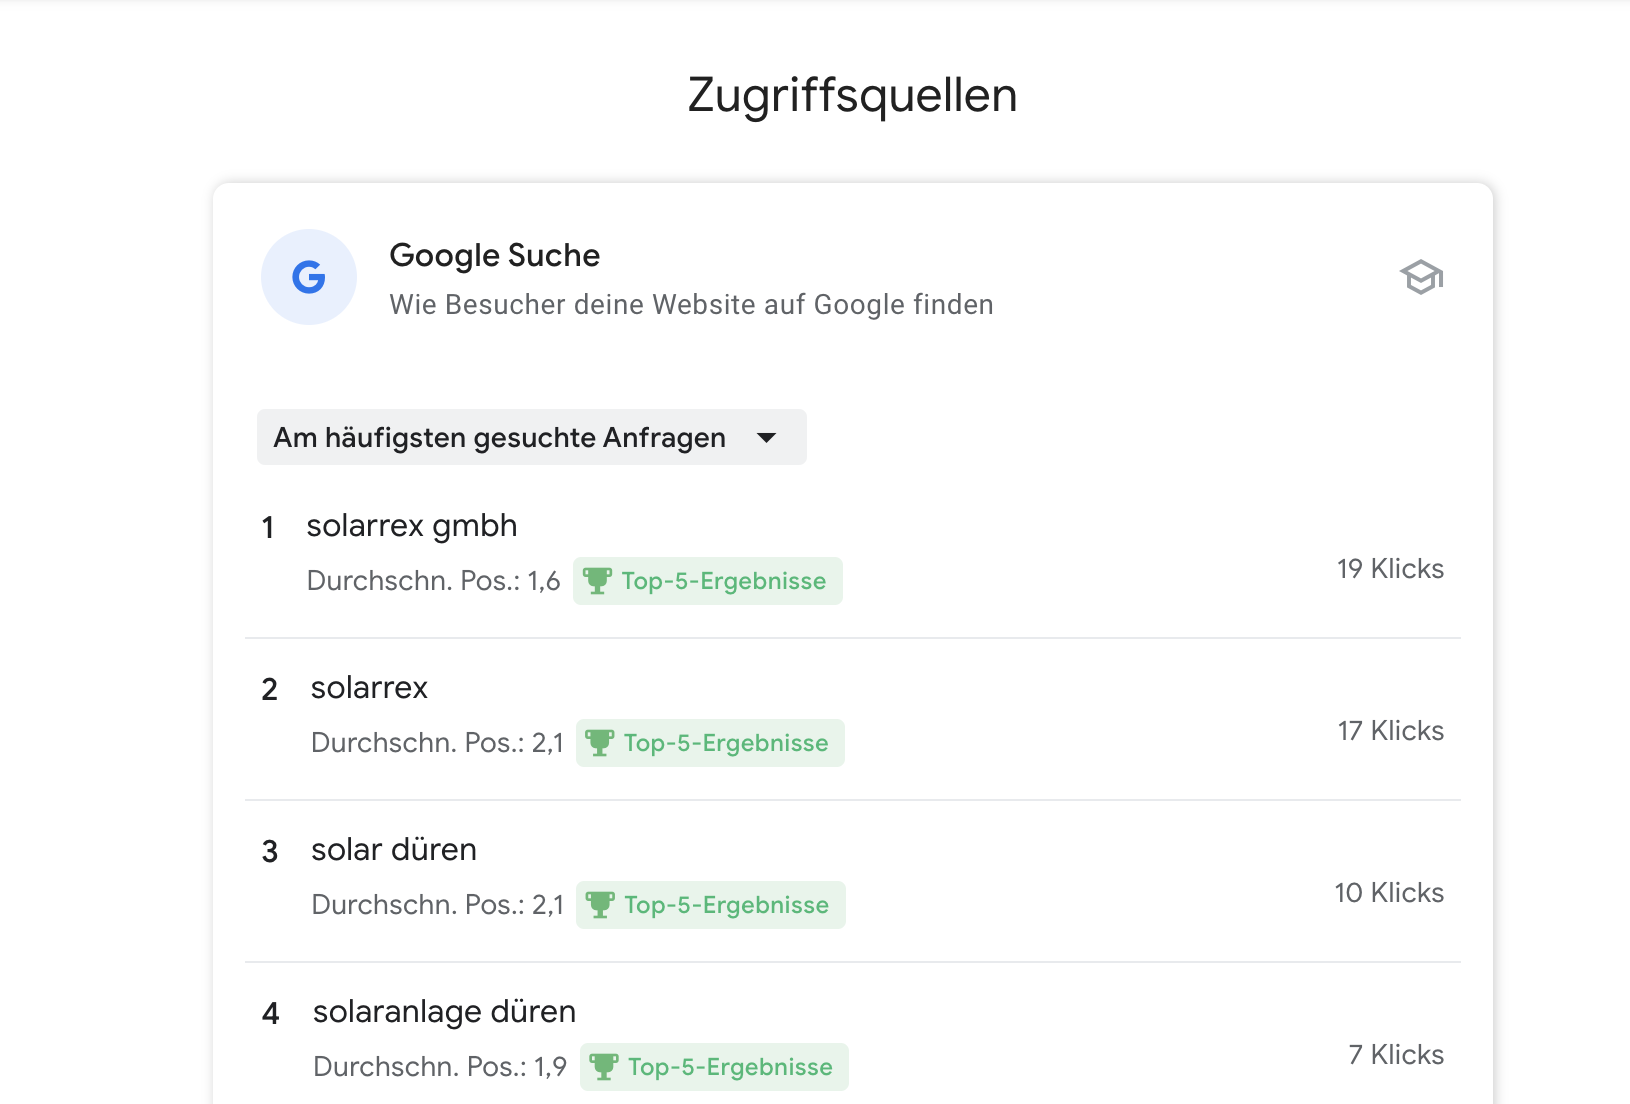 Zugriffsquellen
G
Google Suche
Wie Besucher deine Website auf Google finden
Am häufigsten gesuchte Anfragen
1 solarrex gmbh
Durchschn. Pos.: 1,6 Top-5-Ergebnisse 19 Klicks
2 solarrex
Durchschn. Pos.: 2,1 Top-5-Ergebnisse 17 Klicks
3 solar düren
Durchschn. Pos.: 2,1 Top-5-Ergebnisse 10 Klicks
4 solaranlage düren
Durchschn. Pos.: 1,9 Top-5-Ergebnisse 7 Klicks